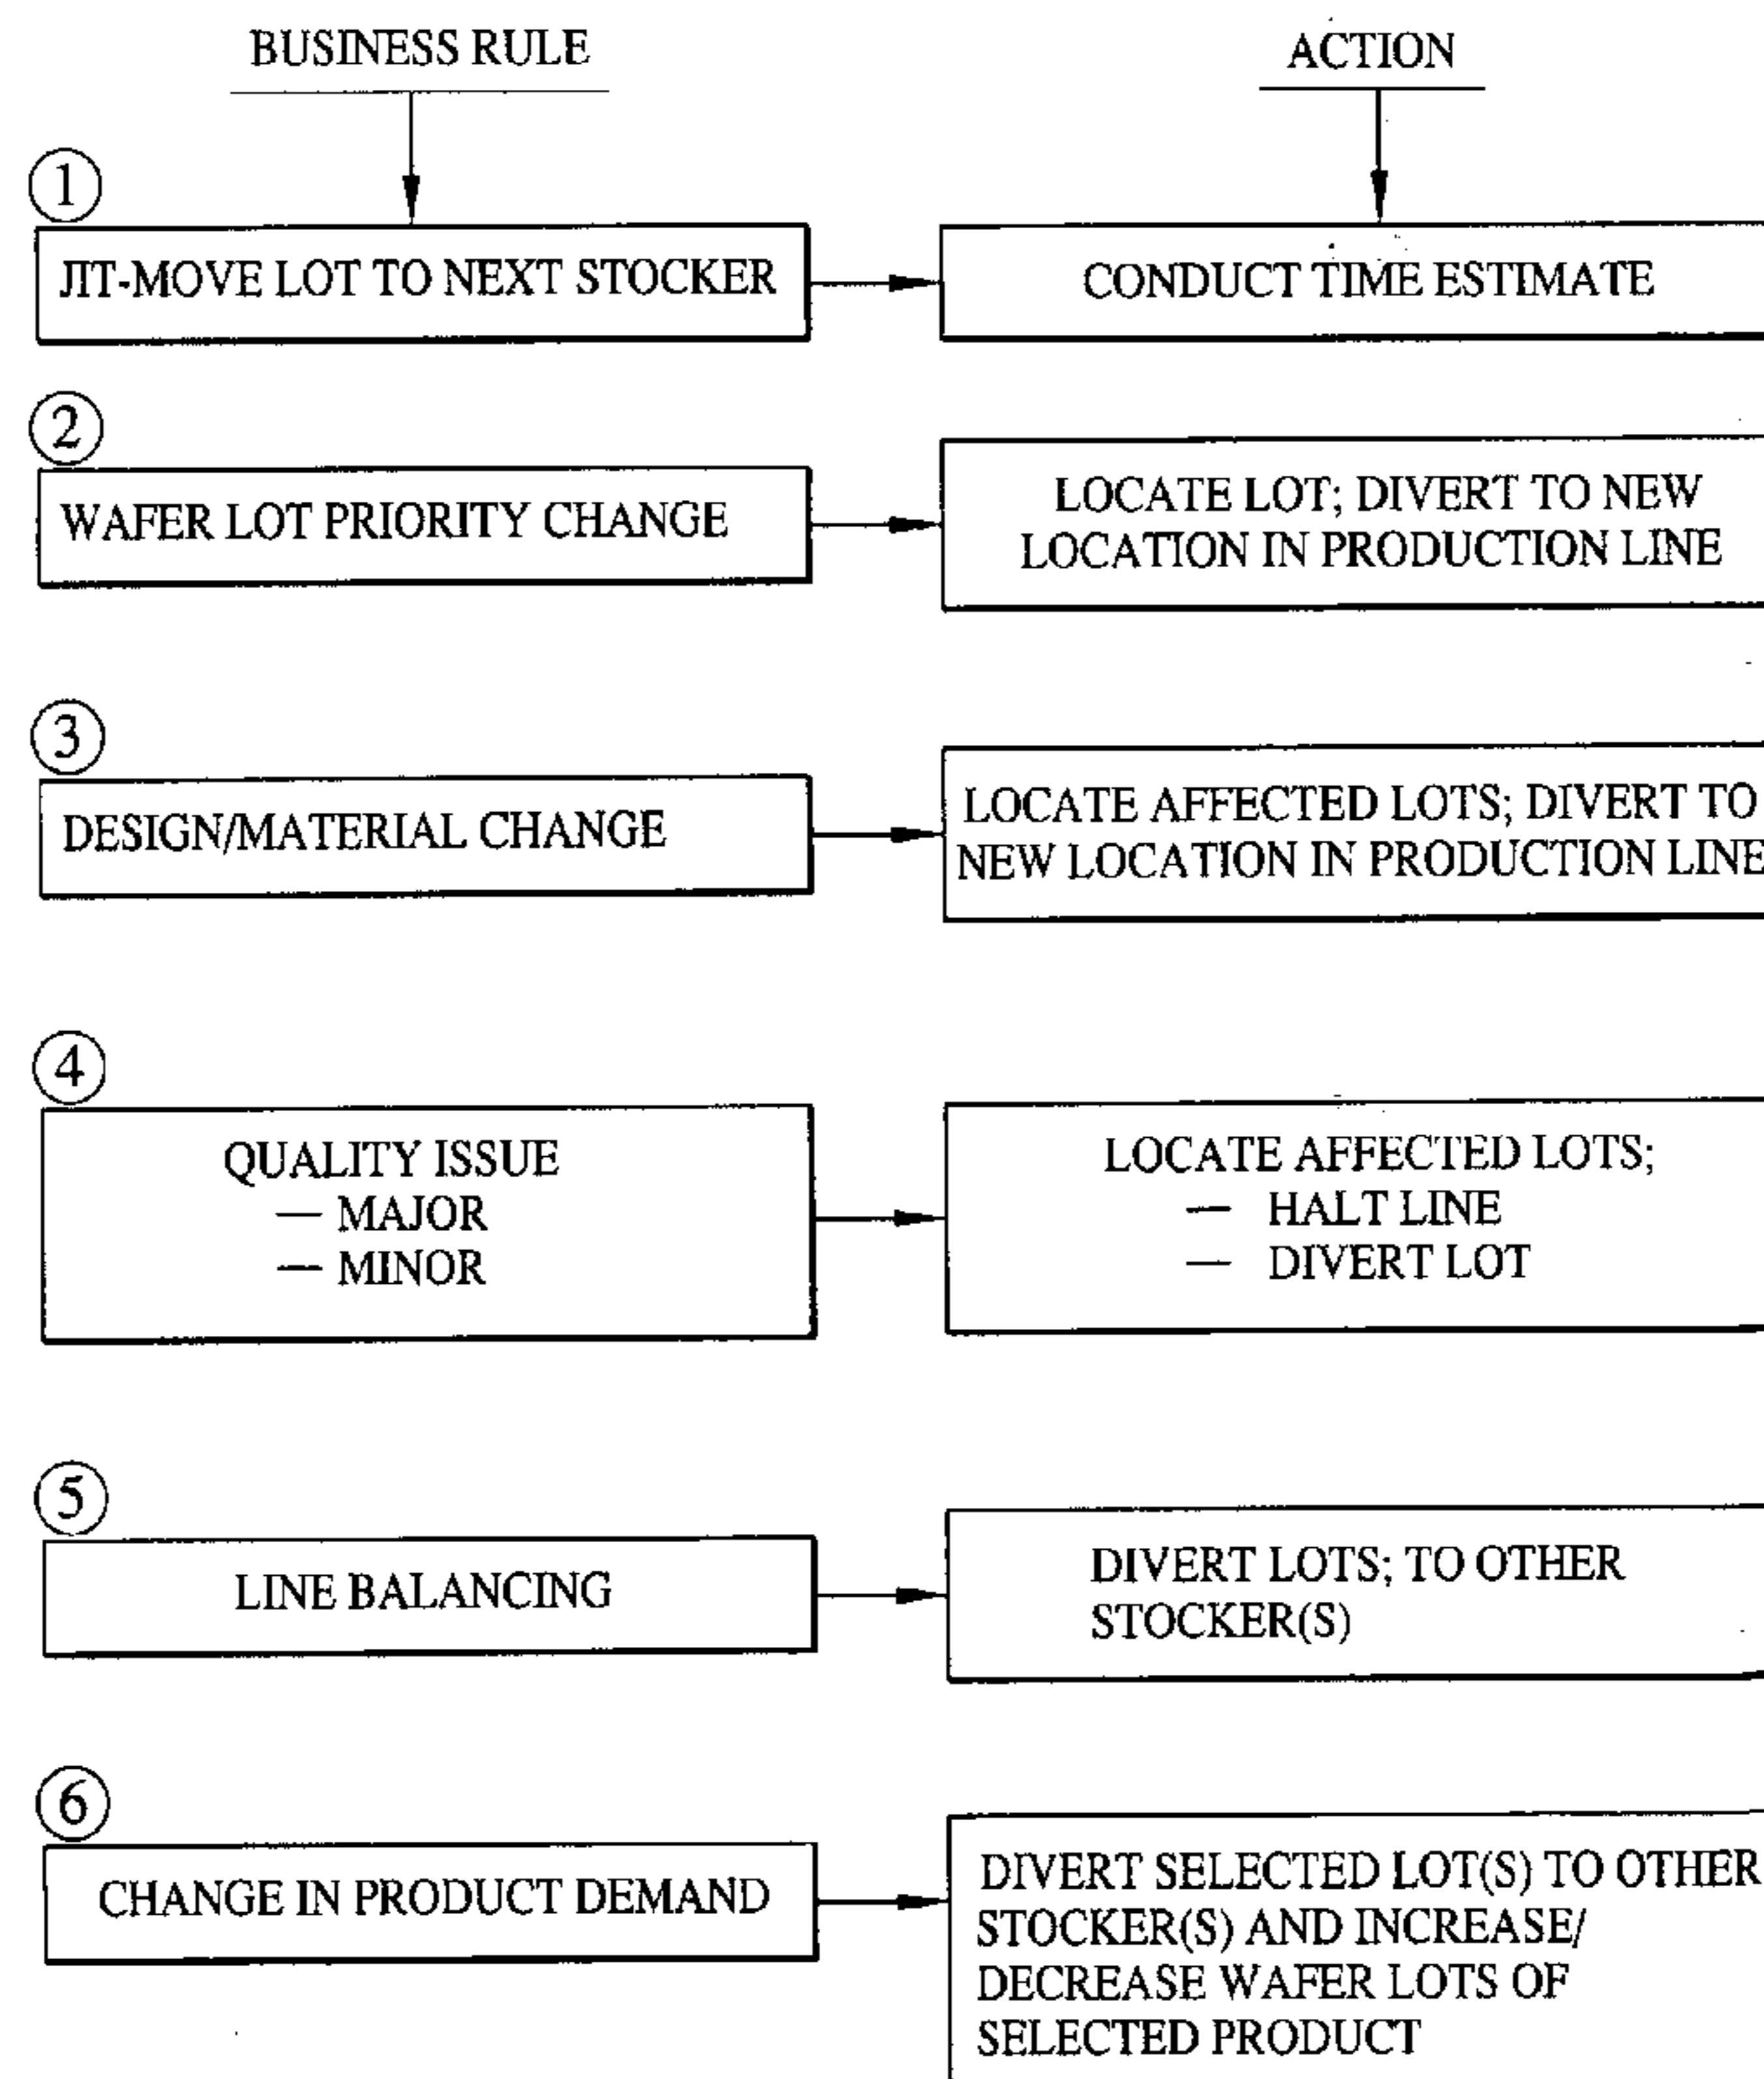 BUSINESS RULE
ACTION
1
JIT-MOVE LOT TO NEXT STOCKER
CONDUCT TIME ESTIMATE
2
WAFER LOT PRIORITY CHANGE
LOCATE LOT; DIVERT TO NEW
LOCATION IN PRODUCTION LINE
3
DESIGN/MATERIAL CHANGE
LOCATE AFFECTED LOTS; DIVERT TO
NEW LOCATION IN PRODUCTION LINE
4
QUALITY ISSUE
— MAJOR
— MINOR
LOCATE AFFECTED LOTS;
— HALT LINE
— DIVERT LOT
5
LINE BALANCING
DIVERT LOTS; TO OTHER
STOCKER(S)
6
CHANGE IN PRODUCT DEMAND
DIVERT SELECTED LOT(S) TO OTHER
STOCKER(S) AND INCREASE/
DECREASE WAFER LOTS OF
SELECTED PRODUCT